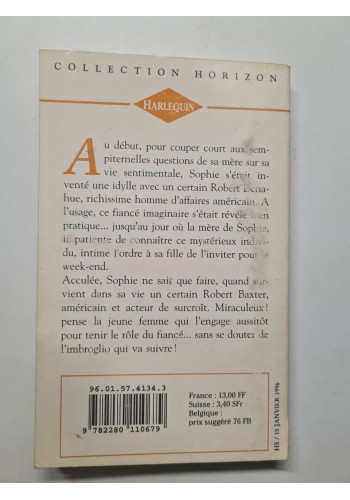 COLLECTION HORIZON
HARLEQUIN
Au début, pour couper court aux sem-
piternelles questions de sa mère sur sa
vie sentimentale, Sophie s'était in-
venté une idylle avec un certain Robert
hue, richissime homme d'affaires américain. A
l'usage, ce fiancé imaginaire s'était révélé bien
pratique... jusqu'au jour où la mère de Sophie,
impatiente de connaître ce mystérieux indivi-
du, intime l'ordre à sa fille de l'inviter pour le
week-end.
Acculée, Sophie ne sait que faire, quand sur-
vient dans sa vie un certain Robert Baxter,
américain et acteur de surcroît. Miraculeux!
pense la jeune femme qui l'engage aussitôt
pour tenir le rôle du fiancé... sans se douter de
l'imbroglio qui va suivre!
96.01.57.4134.3
9 782280 110679
France : 13,00 FF
Suisse : 3,40 SFr
Belgique :
prix suggéré 76 FB
HS / 15 JANVIER 1996